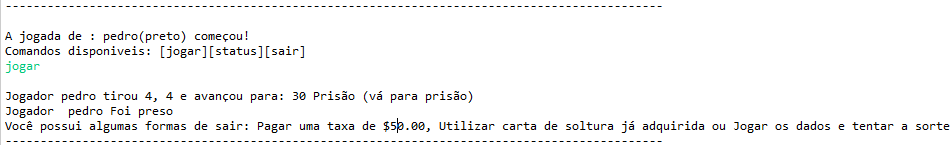 A jogada de : pedro(preto) começou!
Comandos disponiveis: [jogar][status][sair]
jogar
Jogador pedro tirou 4, 4 e avançou para: 30 Prisão (vá para prisão)
Jogador  pedro Foi preso
Você possui algumas formas de sair: Pagar uma taxa de $50.00, Utilizar carta de soltura já adquirida ou Jogar os dados e tentar a sorte